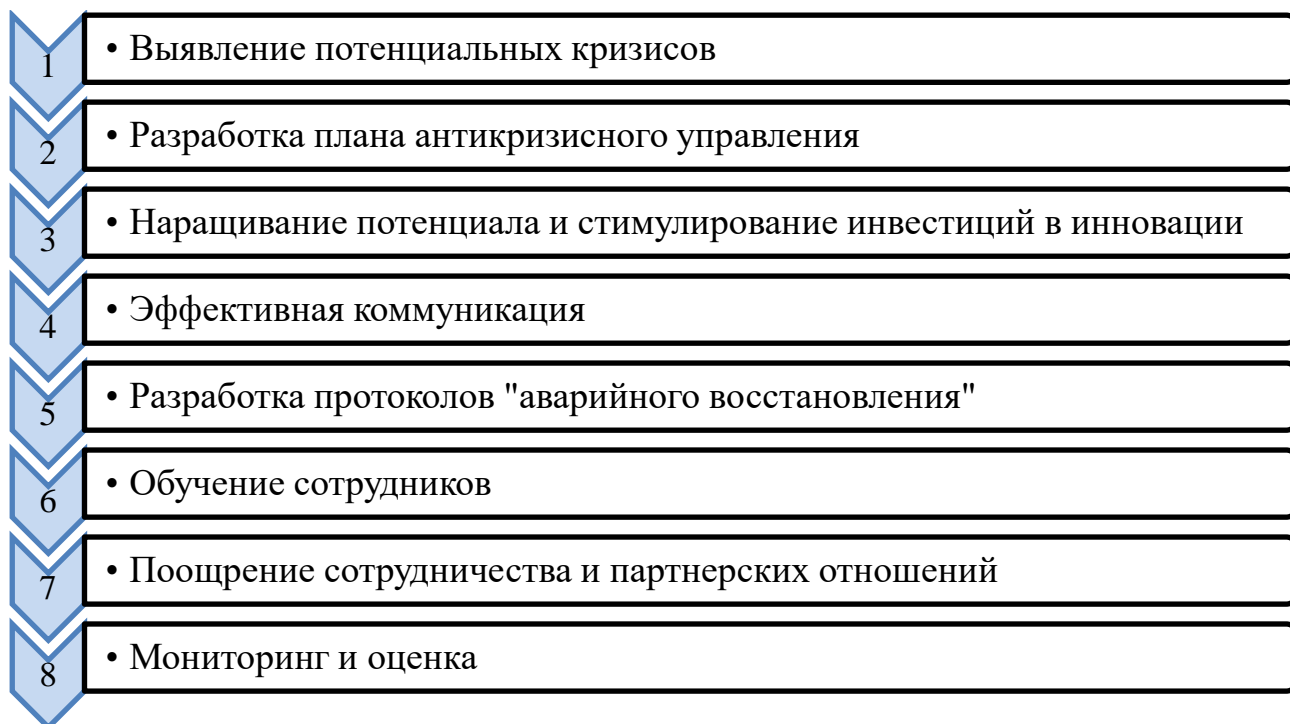 1 • Выявление потенциальных кризисов
2 • Разработка плана антикризисного управления
3 • Наращивание потенциала и стимулирование инвестиций в инновации
4 • Эффективная коммуникация
5 • Разработка протоколов "аварийного восстановления"
6 • Обучение сотрудников
7 • Поощрение сотрудничества и партнерских отношений
8 • Мониторинг и оценка